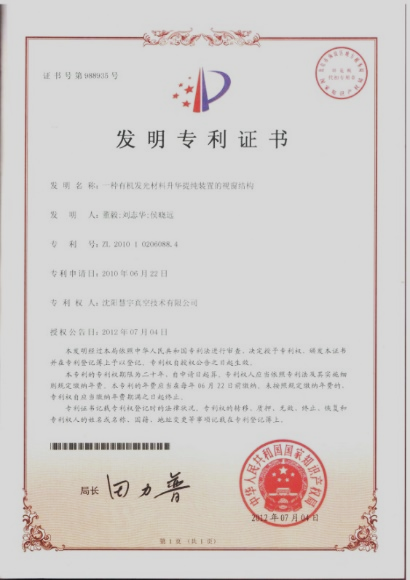 证书号第988935号
发明专利证书
发明名称：一种有机发光材料升华提纯装置的视窗结构
发明人：董毅;刘志华;侯晓远
专利号：ZL 2010 1 0206088.4
专利申请日：2010年06月22日
专利权人：沈阳慧宇真空技术有限公司
授权公告日：2012年07月04日
本发明经过本局依照中华人民共和国专利法进行审查，决定授予专利权，颁发本证书
并在专利登记簿上予以登记。专利权自授权公告之日起生效。
本专利的专利权期限为二十年，自申请日起算。专利权人应当依照专利法及其实施细
则规定缴纳年费。本专利的年费应当在每年06月22日前缴纳。未按照规定缴纳年费的，
专利权自应当缴纳年费期满之日起终止。
专利证书记载专利权登记时的法律状况。专利权的转移、质押、无效、终止、恢复和
专利权人的姓名或名称、国籍、地址变更等事项记载在专利登记簿上。
局长 田力普
中华人民共和国国家知识产权局
2012年07月04日
第1页（共1页）